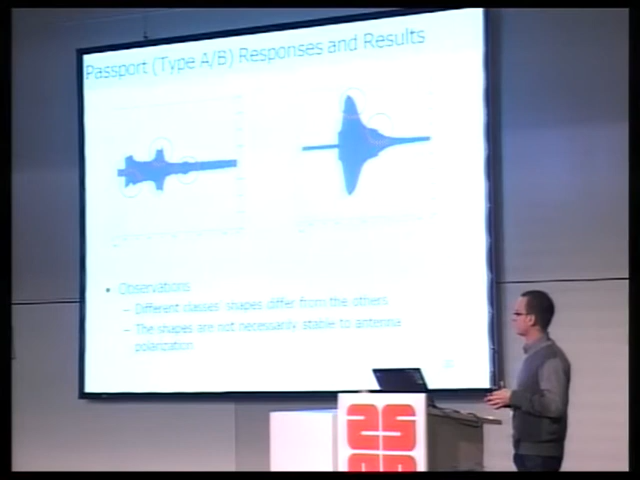 Passport (Type A/B) Responses and Results
• Observations
– Different classes: shapes differ from the others
– The shapes are not necessarily stable to antenna
polarization
25